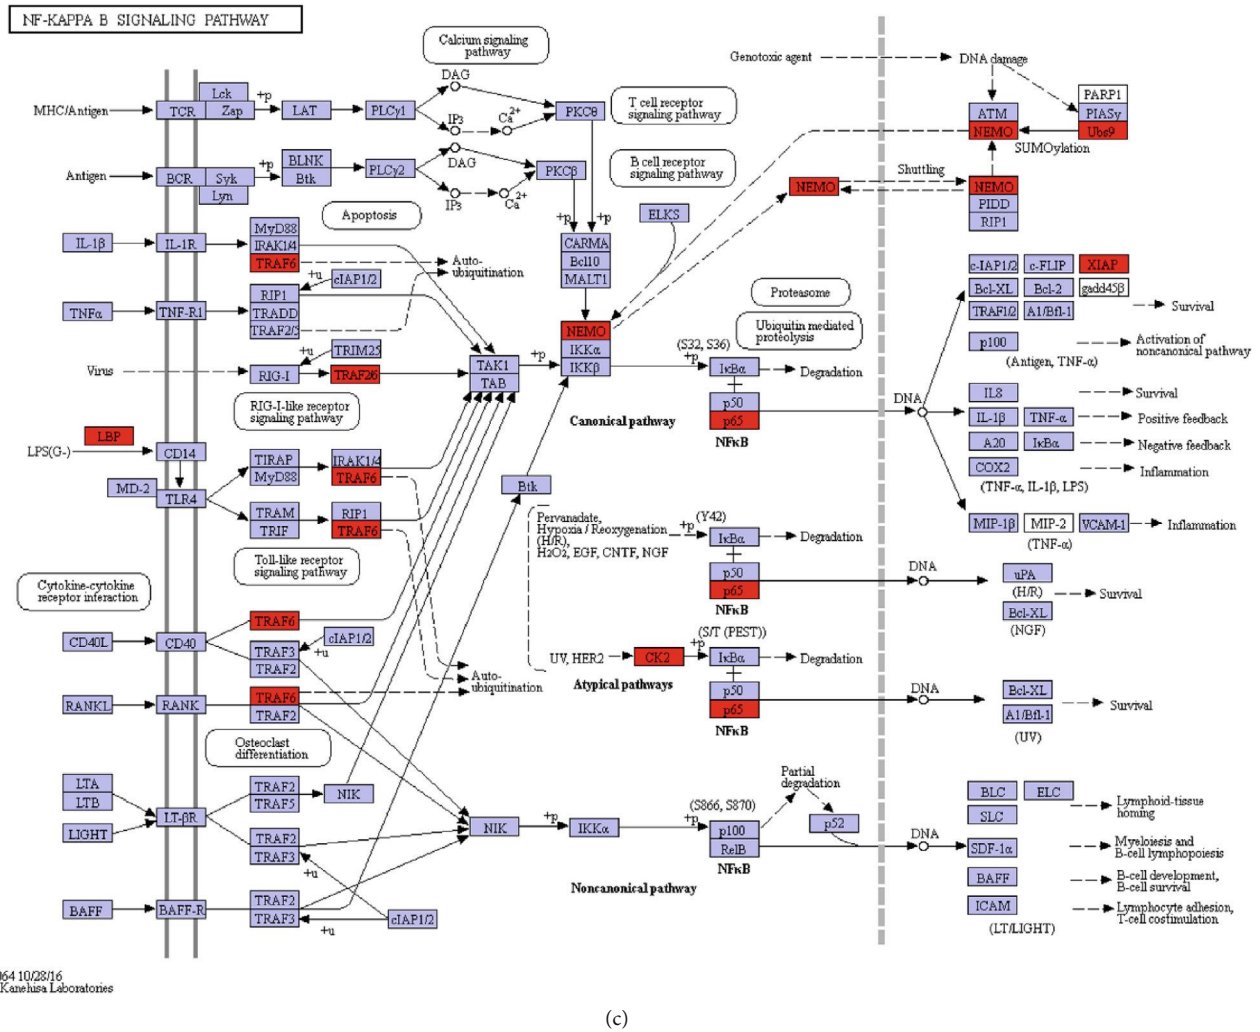 NF-KAPPA B SIGNALING PATHWAY
Calcium signaling
pathway
Genotoxic agent
DNA damage
MHC/Antigen
TCR
Lck
Zap
+p
LAT
PLCγ1
DAG
IP3
Ca2+
PKCθ
T cell receptor
signaling pathway
ATM
NEMO
PARP1
PIASy
Ubs9
SUMOylation
Antigen
BCR
Syk
Lyn
+p
BLNK
Btk
PLCγ2
DAG
IP3
Ca2+
PKCβ
B cell receptor
signaling pathway
NEMO
Shuttling
NEMO
PIDD
RIP1
Apoptosis
+p
+p
ELKS
IL-1β
IL-1R
MyD88
IRAK1/4
TRAF6
Auto-
ubiquitination
CARMA
Bcl10
MALT1
c-IAP1/2
c-FLIP
XIAP
Bcl-XL
Bcl-2
gadd45β
TRAF1/2
A1/Bfl-1
Survival
+u
cIAP1/2
TNFα
TNF-R1
RIP1
TRADD
TRAF2/5
Proteasome
Ubiquitin mediated
proteolysis
p100
(Antigen, TNF-α)
Activation of
noncanonical pathway
Virus
RIG-I
+u
TRIM25
TRAF2/6
TAK1
TAB
+p
NEMO
IKKα
IKKβ
(S32, S36)
+p
IκBα
Degradation
p50
p65
NFκB
Canonical pathway
DNA
IL8
Survival
IL-1β
TNF-α
Positive feedback
A20
IκBα
Negative feedback
COX2
Inflammation
(TNF-α, IL-1β, LPS)
RIG-I-like receptor
signaling pathway
LBP
LPS(G-)
CD14
MD-2
TLR4
TIRAP
MyD88
IRAK1/4
TRAF6
TRAM
TRIF
RIP1
TRAF6
Btk
MIP-1β
MIP-2
VCAM-1
Inflammation
(TNF-α)
Toll-like receptor
signaling pathway
Pervanadate,
Hypoxia / Reoxygenation
(H/R),
H2O2, EGF, CNTF, NGF
+p
(Y42)
IκBα
Degradation
p50
p65
NFκB
DNA
uPA
(H/R)
Bcl-XL
(NGF)
Survival
Cytokine-cytokine
receptor interaction
CD40L
CD40
TRAF6
TRAF3
TRAF2
cIAP1/2
+u
Auto-
ubiquitination
UV, HER2
CK2
(S/T (PEST))
+p
IκBα
Degradation
Atypical pathways
p50
p65
NFκB
DNA
Bcl-XL
A1/Bfl-1
(UV)
Survival
RANKL
RANK
TRAF6
TRAF2
Osteoclast
differentiation
LTA
LTB
LIGHT
LT-βR
TRAF2
TRAF5
NIK
TRAF2
TRAF3
+u
NIK
+p
IKKα
(S866, S870)
+p
p100
RelB
NFκB
Partial
degradation
p52
DNA
Noncanonical pathway
BLC
ELC
SLC
Lymphoid-tissue
homing
SDF-1α
Myeloiesis and
B-cell lymphopoiesis
BAFF
B-cell development,
B-cell survival
ICAM
Lymphocyte adhesion,
T-cell costimulation
(LT/LIGHT)
BAFF
BAFF-R
TRAF2
TRAF3
+u
cIAP1/2
064 10/28/16
Kanehisa Laboratories
(c)